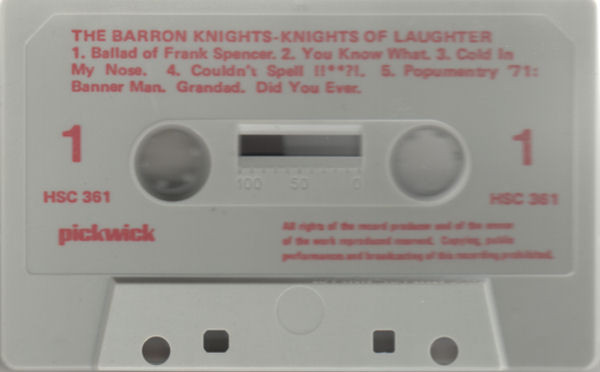 THE BARRON KNIGHTS-KNIGHTS OF LAUGHTER
1. Ballad of Frank Spencer. 2. You Know What. 3. Cold In
My Nose. 4. Couldn't Spell !!**?!. 5. Popumentry '71:
Banner Man. Grandad. Did You Ever.
1
1
100 50 0
HSC 361
HSC 361
pickwick
All rights of the record producer and of the owner
of the work reproduced reserved. Copying, public
performance and broadcasting of this recording prohibited.